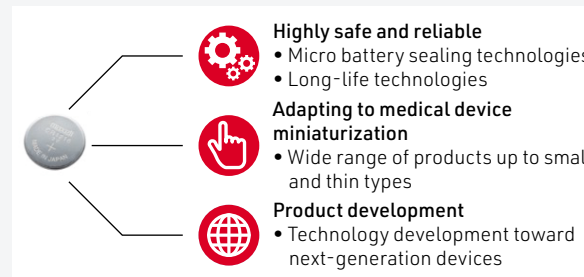 Highly safe and reliable
• Micro battery sealing technologies
• Long-life technologies
Adapting to medical device
miniaturization
• Wide range of products up to smal
and thin types
Product development
• Technology development toward
next-generation devices